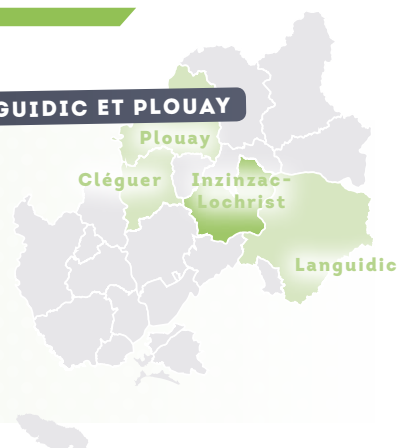 GUIDIC ET PLOUAY
Plouay
Cléguer
Inzinzac-
Lochrist
Languidic